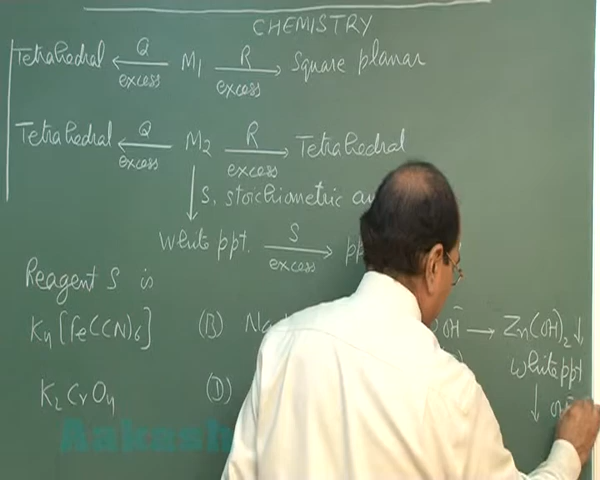 CHEMISTRY
Tetrahedral ← Q excess M1 R excess → Square planar
Tetrahedral ← Q excess M2 R excess → Tetrahedral
↓ S, stoichiometric
White ppt. S excess →
Reagent S is
K4[Fe(CN)6] (B) OH⁻ → Zn(OH)2↓
white ppt
K2CrO4 (D) ↓ OH⁻
Aakash